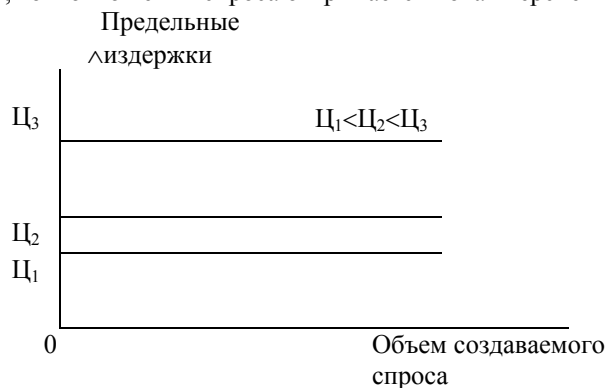 Предельные
^издержки
Ц₃
Ц₁<Ц₂<Ц₃
Ц₂
Ц₁
0
Объем создаваемого
спроса